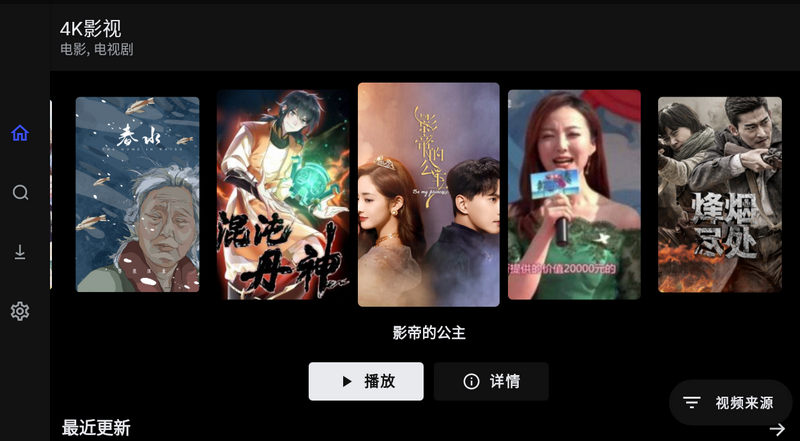 4K影视
电影, 电视剧
春水
混沌
丹神
影帝的公主
Be my princess
提供的价值20000元的
烽烟
尽处
影帝的公主
播放
详情
视频来源
最近更新